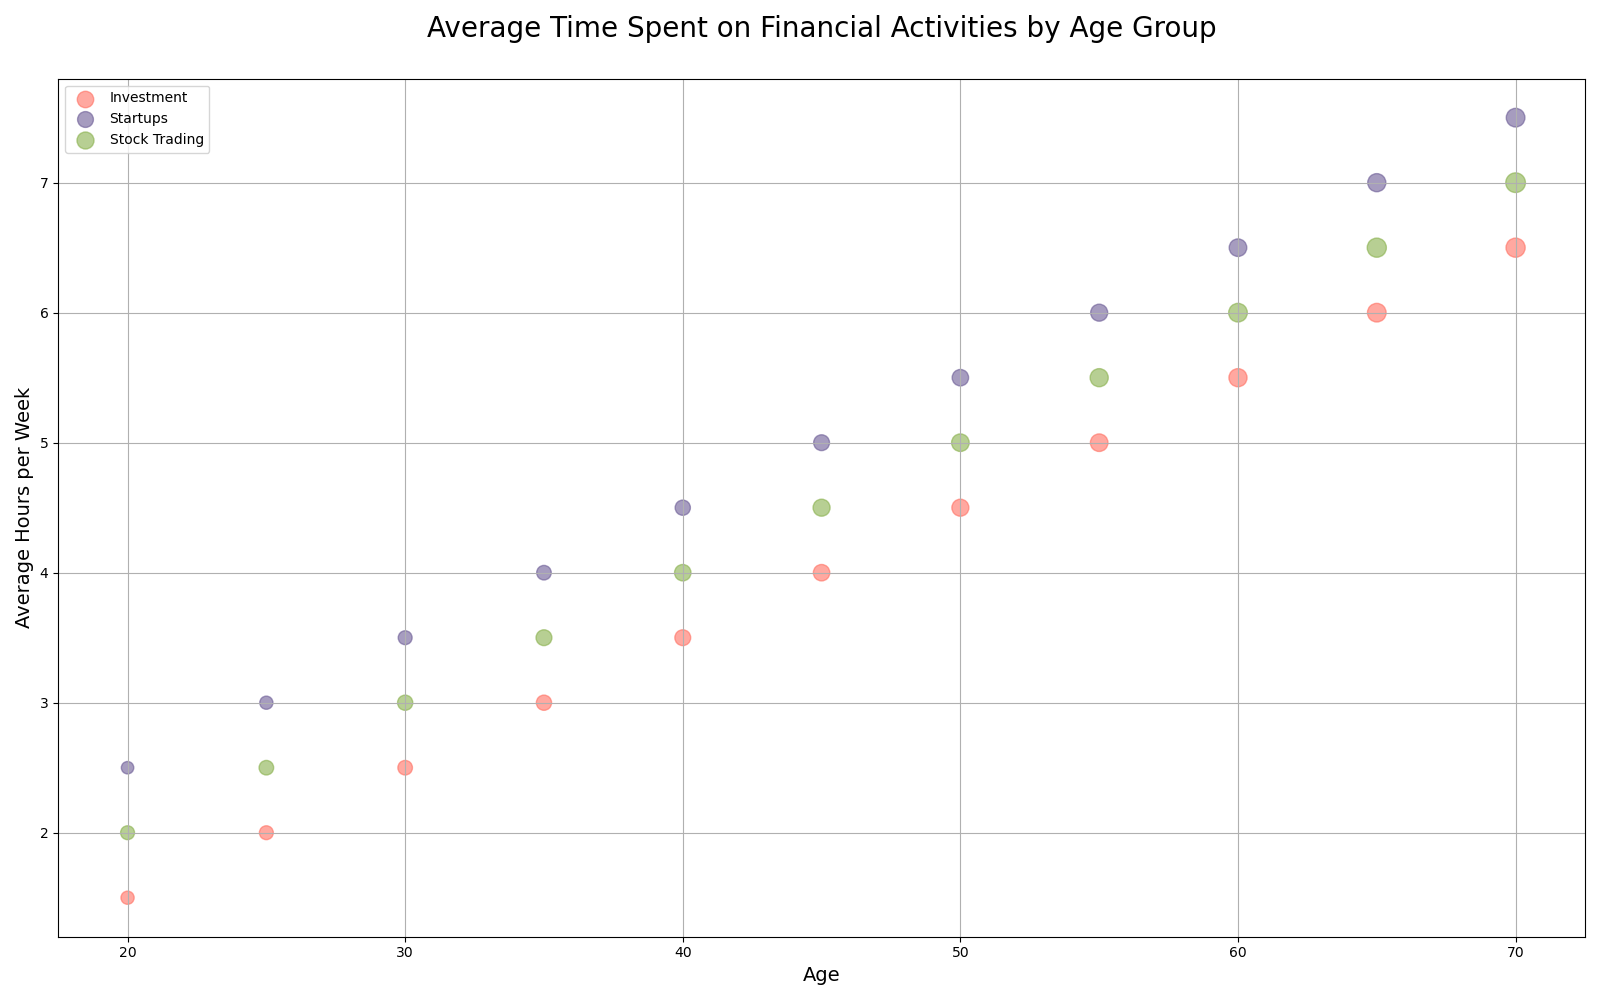 Average Time Spent on Financial Activities by Age Group
Investment
Startups
Stock Trading
Average Hours per Week
7
6
5
4
3
2
20 30 40 50 60 70
Age